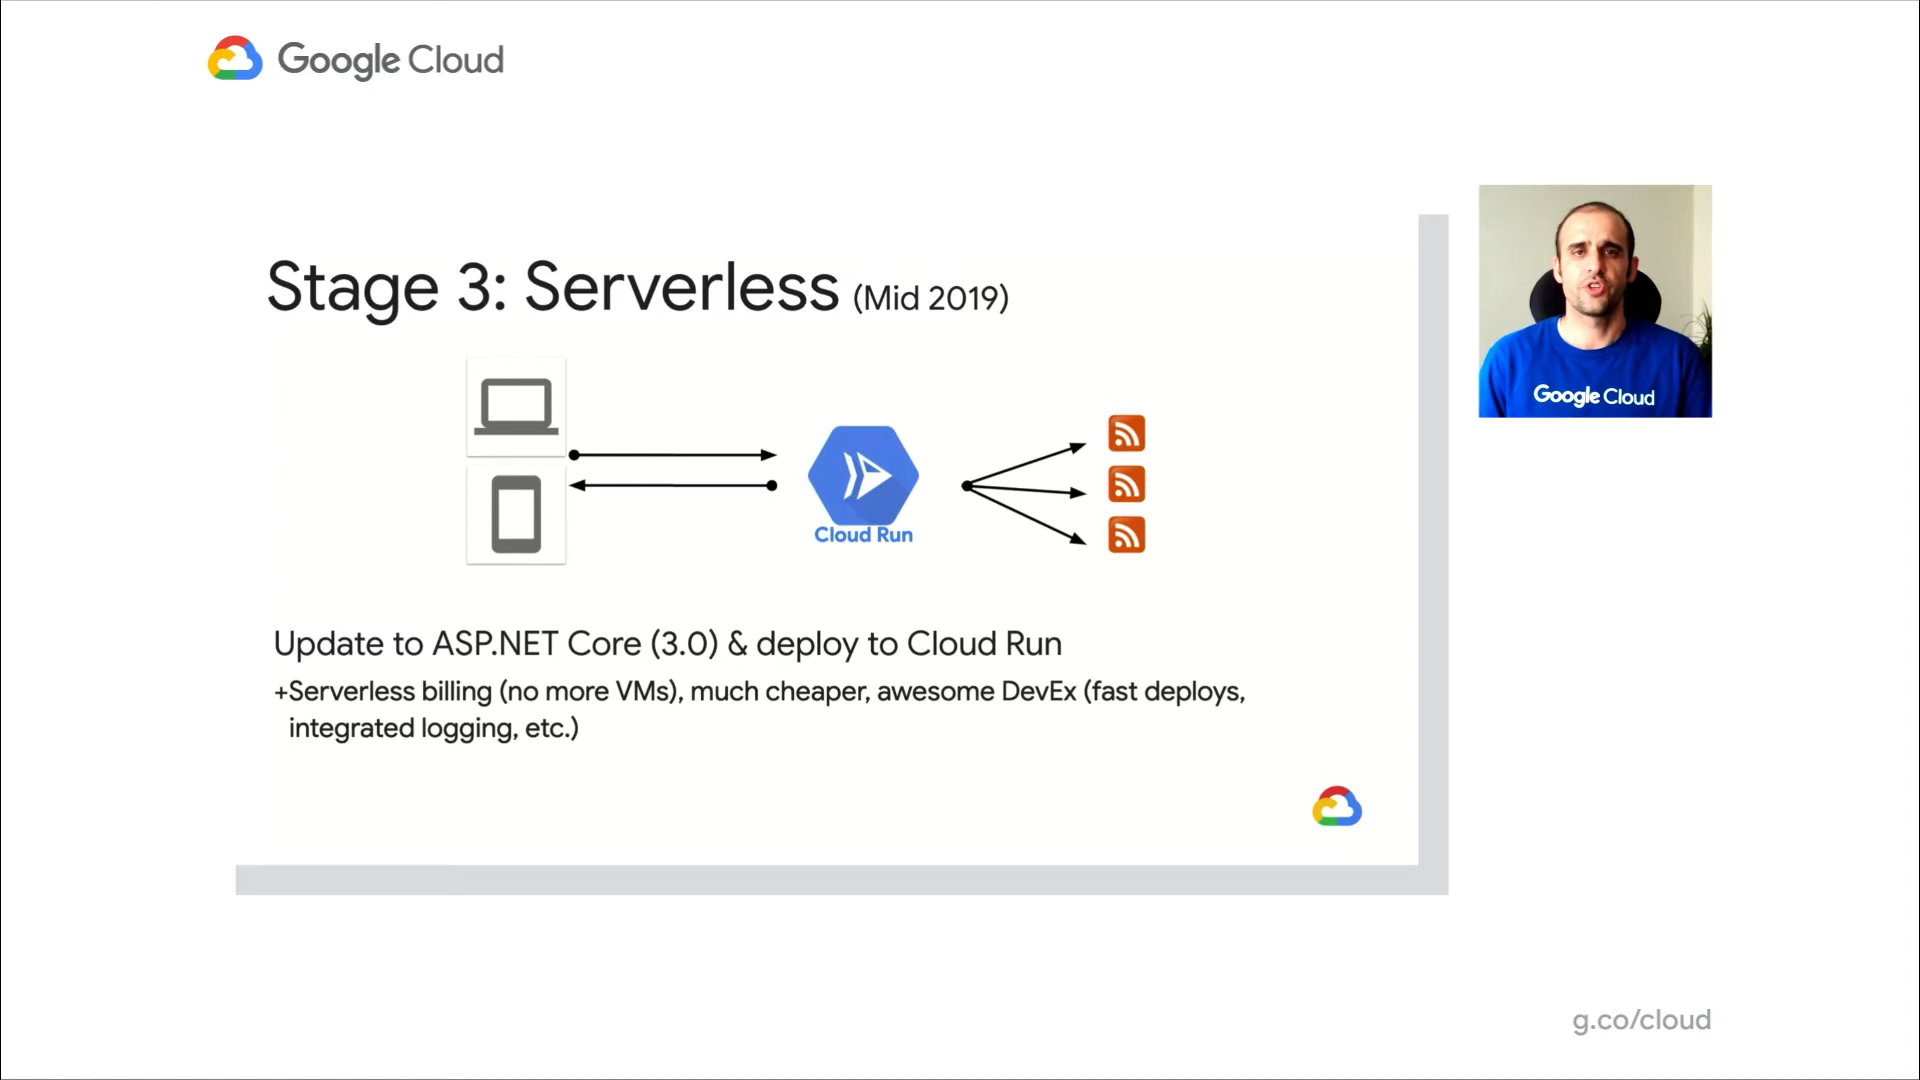 Google Cloud
Stage 3: Serverless (Mid 2019)
Cloud Run
Update to ASP.NET Core (3.0) & deploy to Cloud Run
+Serverless billing (no more VMs), much cheaper, awesome DevEx (fast deploys,
integrated logging, etc.)
Google Cloud
g.co/cloud